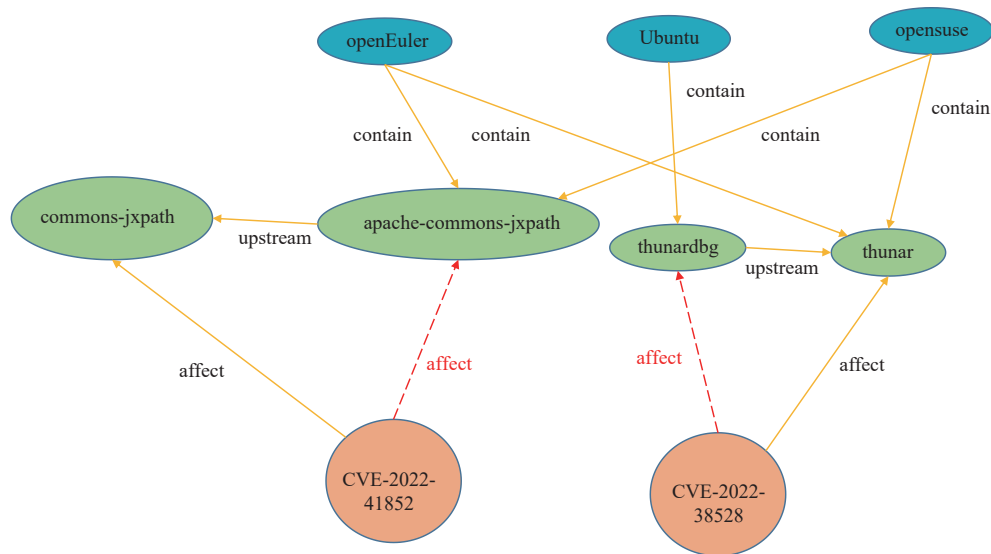 openEuler
Ubuntu
opensuse
contain
contain
contain
contain
contain
commons-jxpath
apache-commons-jxpath
thunardbg
thunar
upstream
upstream
affect
affect
affect
affect
CVE-2022-
41852
CVE-2022-
38528